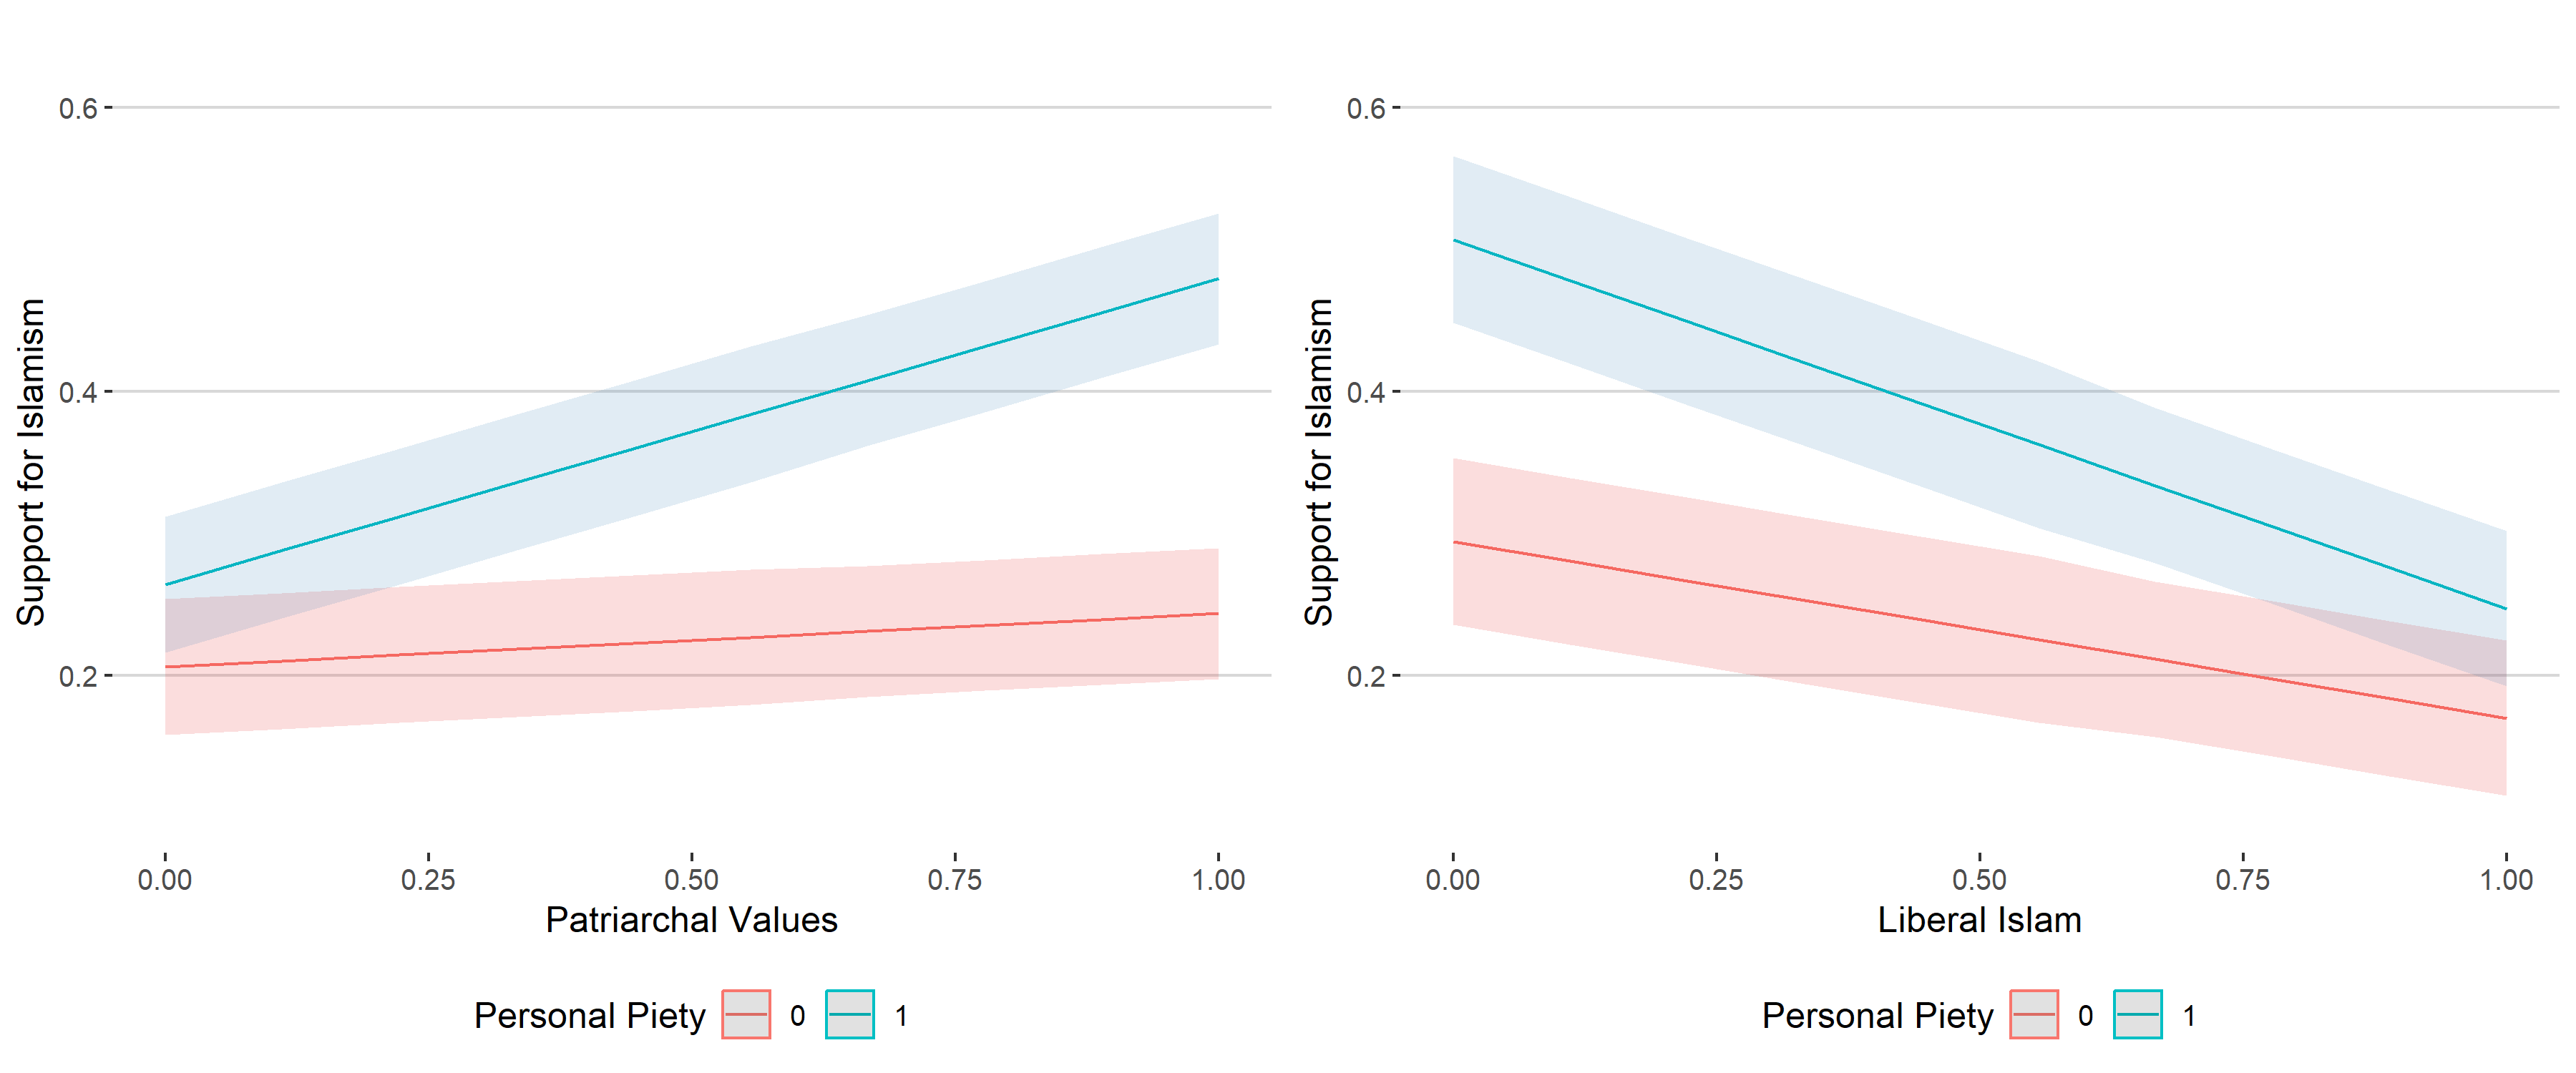 Support for Islamism
0.6
0.4
0.2
0.00 0.25 0.50 0.75 1.00
Patriarchal Values
Personal Piety 0 1
Support for Islamism
0.6
0.4
0.2
0.00 0.25 0.50 0.75 1.00
Liberal Islam
Personal Piety 0 1